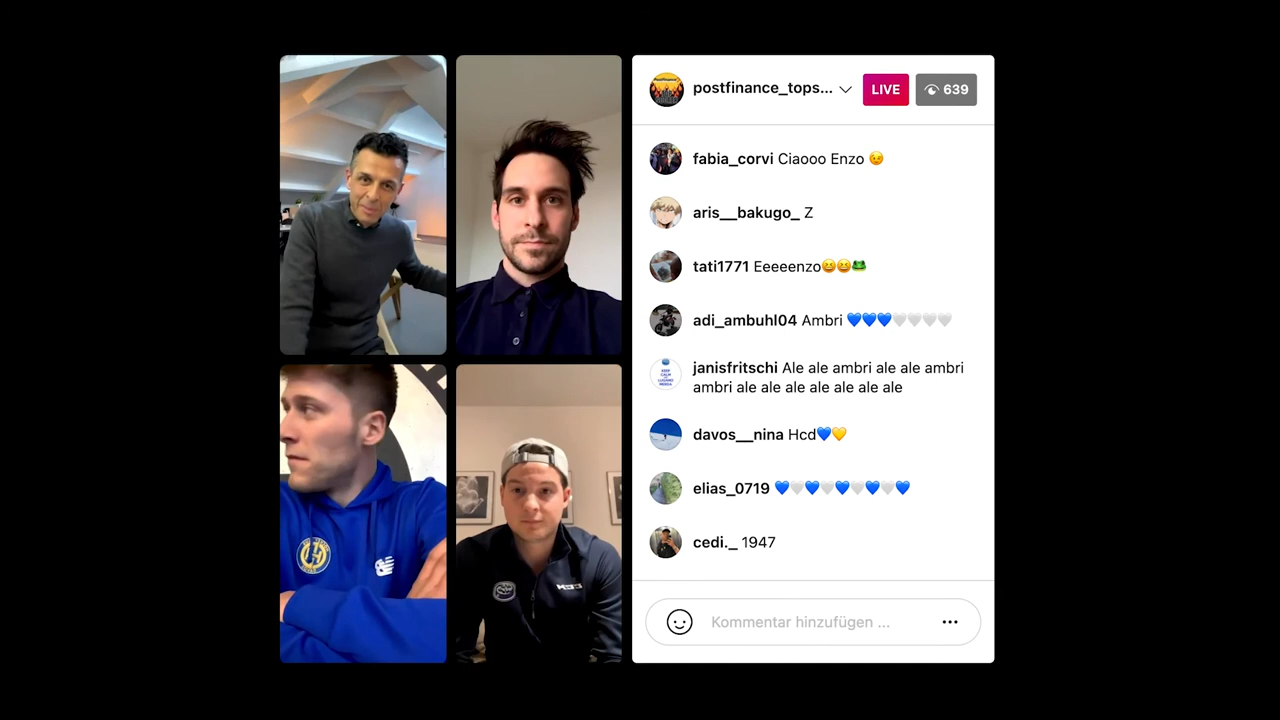 postfinance_tops...
LIVE
639
fabia_corvi Ciaooo Enzo 😉
aris__bakugo_ Z
tati1771 Eeeeenzo😆😆🐸
adi_ambuhl04 Ambri 💙💙💙🤍🤍🤍🤍
janisfritschi Ale ale ambri ale ale ambri
ambri ale ale ale ale ale ale ale
davos__nina Hcd💙💛
elias_0719 💙🤍💙🤍💙🤍💙🤍💙
cedi._ 1947
Kommentar hinzufügen ...